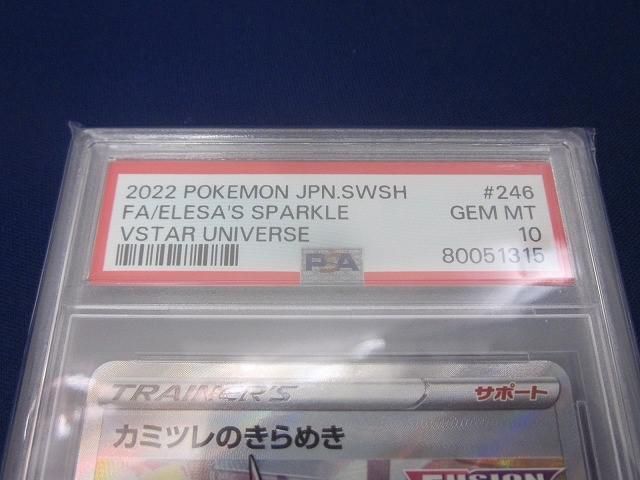 2022 POKEMON JPN.SWSH #246
FA/ELESA'S SPARKLE GEM MT
VSTAR UNIVERSE 10
PSA 80051315
TRAINER'S サポート
カミツレのきらめき
FUSION